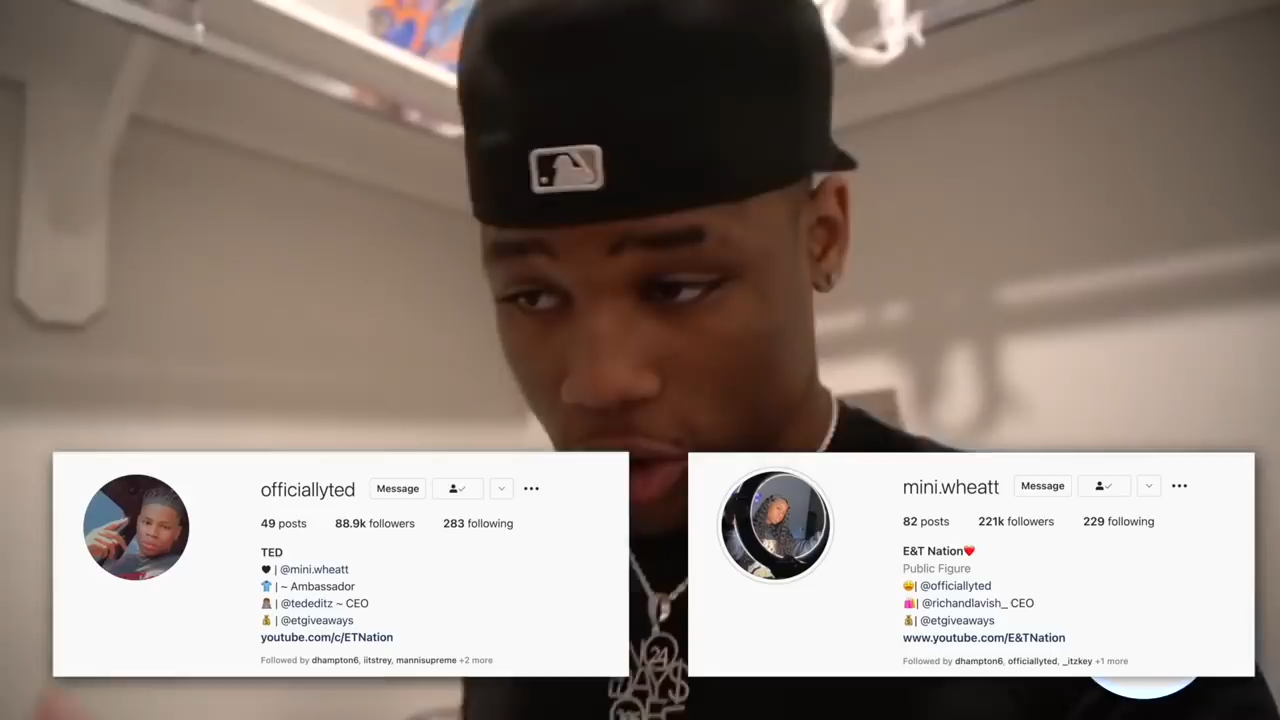 officiallyted Message
49 posts 88.9k followers 283 following
TED
🖤 | @mini.wheatt
👕 | ~ Ambassador
| @tededitz ~ CEO
💰 | @etgiveaways
youtube.com/c/ETNation
Followed by dhampton6, iitstrey, mannisupreme +2 more
mini.wheatt Message
82 posts 221k followers 229 following
E&T Nation❤️
Public Figure
😩| @officiallyted
🛍️| @richandlavish_ CEO
💰| @etgiveaways
www.youtube.com/E&TNation
Followed by dhampton6, officiallyted, _itzkey +1 more
24